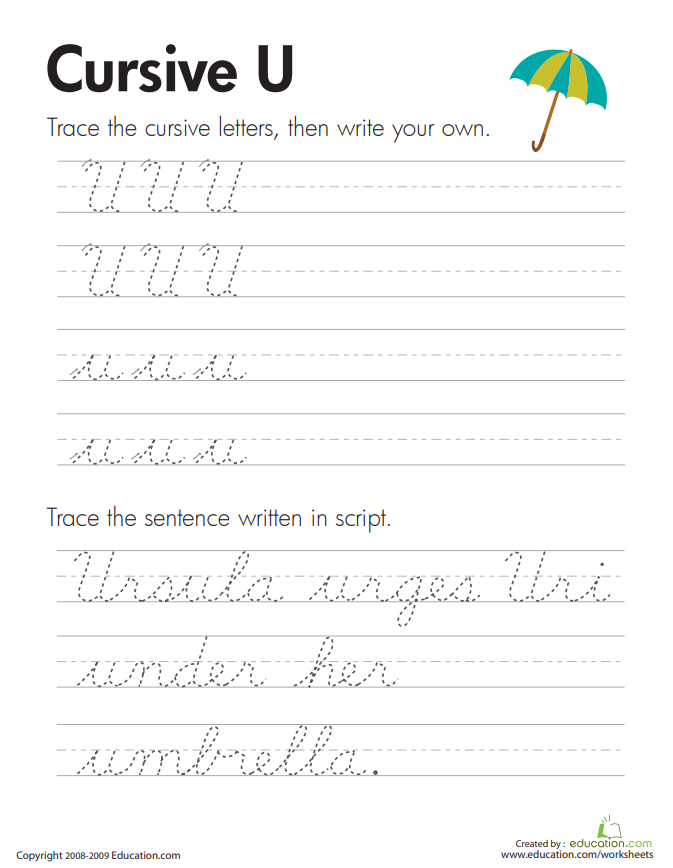 Cursive U
Trace the cursive letters, then write your own.
U U U
U U U
u u u
u u u
Trace the sentence written in script.
Ursula urges Uri
under her
umbrella.
Created by : education.com
Copyright 2008-2009 Education.com
www.education.com/worksheets